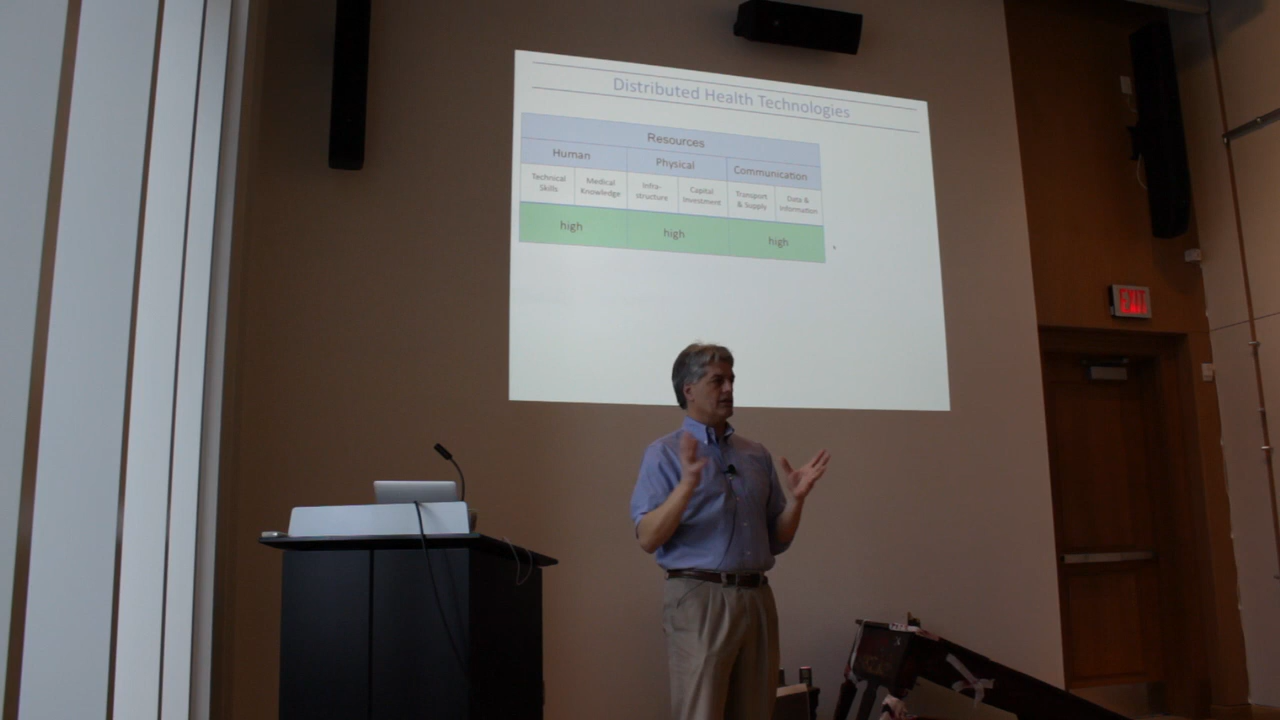 Distributed Health Technologies
Resources
Human Physical Communication
Technical Skills Medical Knowledge Infra-structure Capital Investment Transport & Supply Data & Information
high high high
EXIT